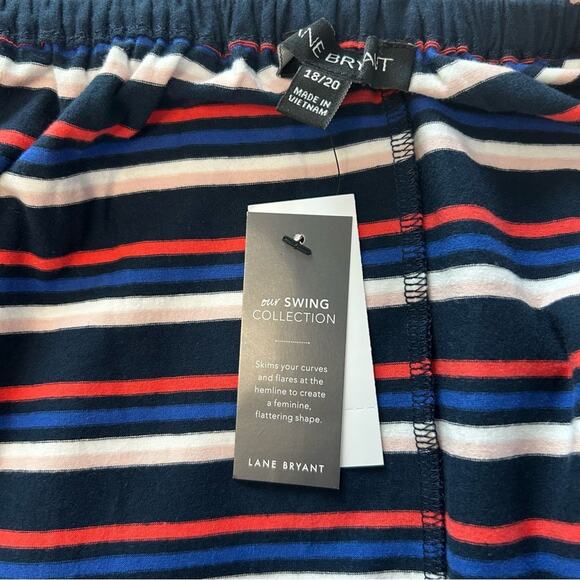 LANE BRYANT
18/20
MADE IN
VIETNAM
our SWING
COLLECTION
Skims your curves
and flares at the
hemline to create
a feminine,
flattering shape.
LANE BRYANT